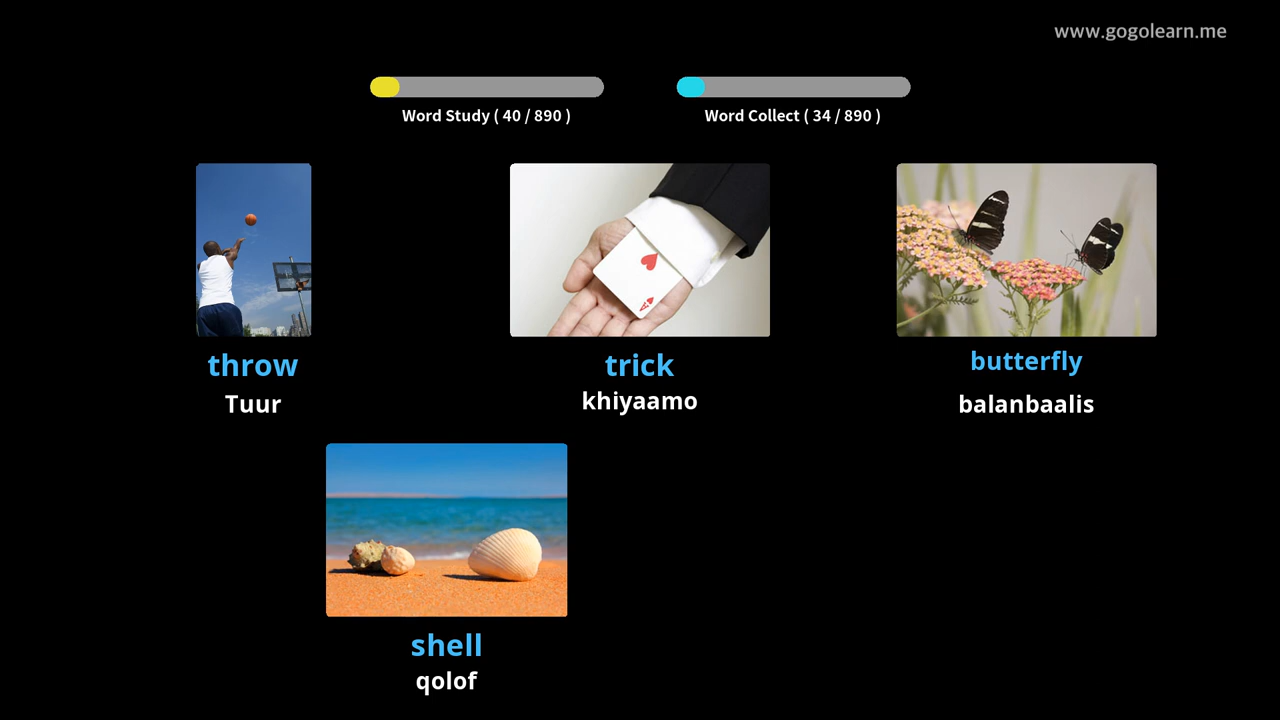 www.gogolearn.me
Word Study ( 40 / 890 )
Word Collect ( 34 / 890 )
throw
Tuur
trick
khiyaamo
butterfly
balanbaalis
shell
qolof